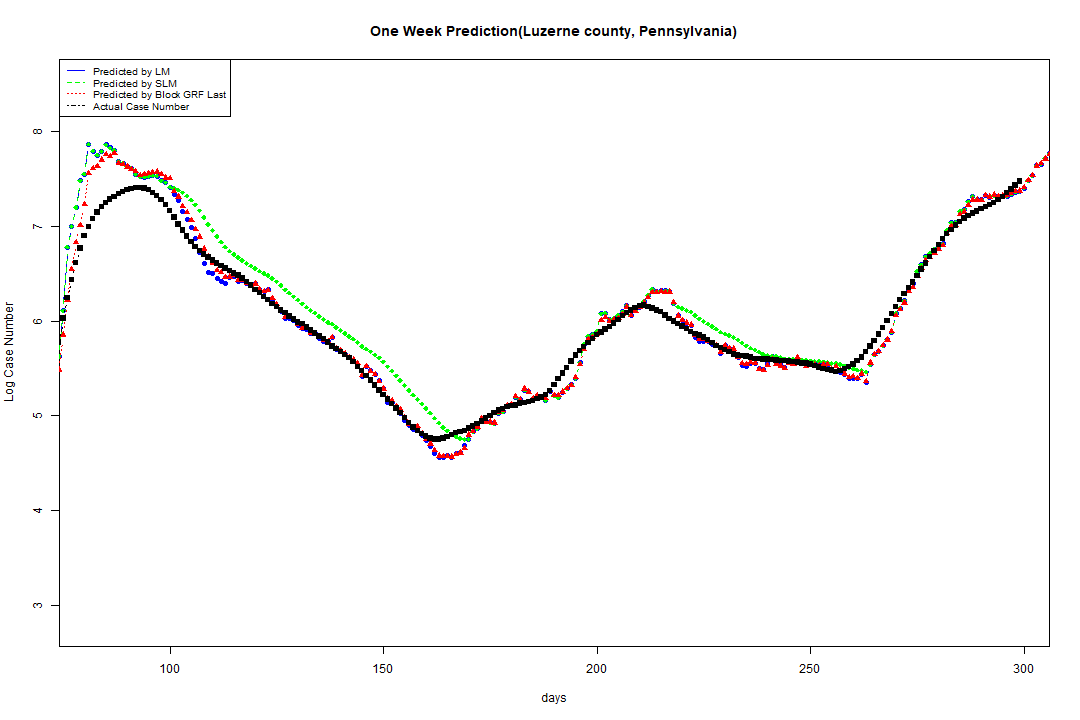 One Week Prediction(Luzerne county, Pennsylvania)
Predicted by LM
Predicted by SLM
Predicted by Block GRF Last
Actual Case Number
Log Case Number
8
7
6
5
4
3
100 150 200 250 300
days